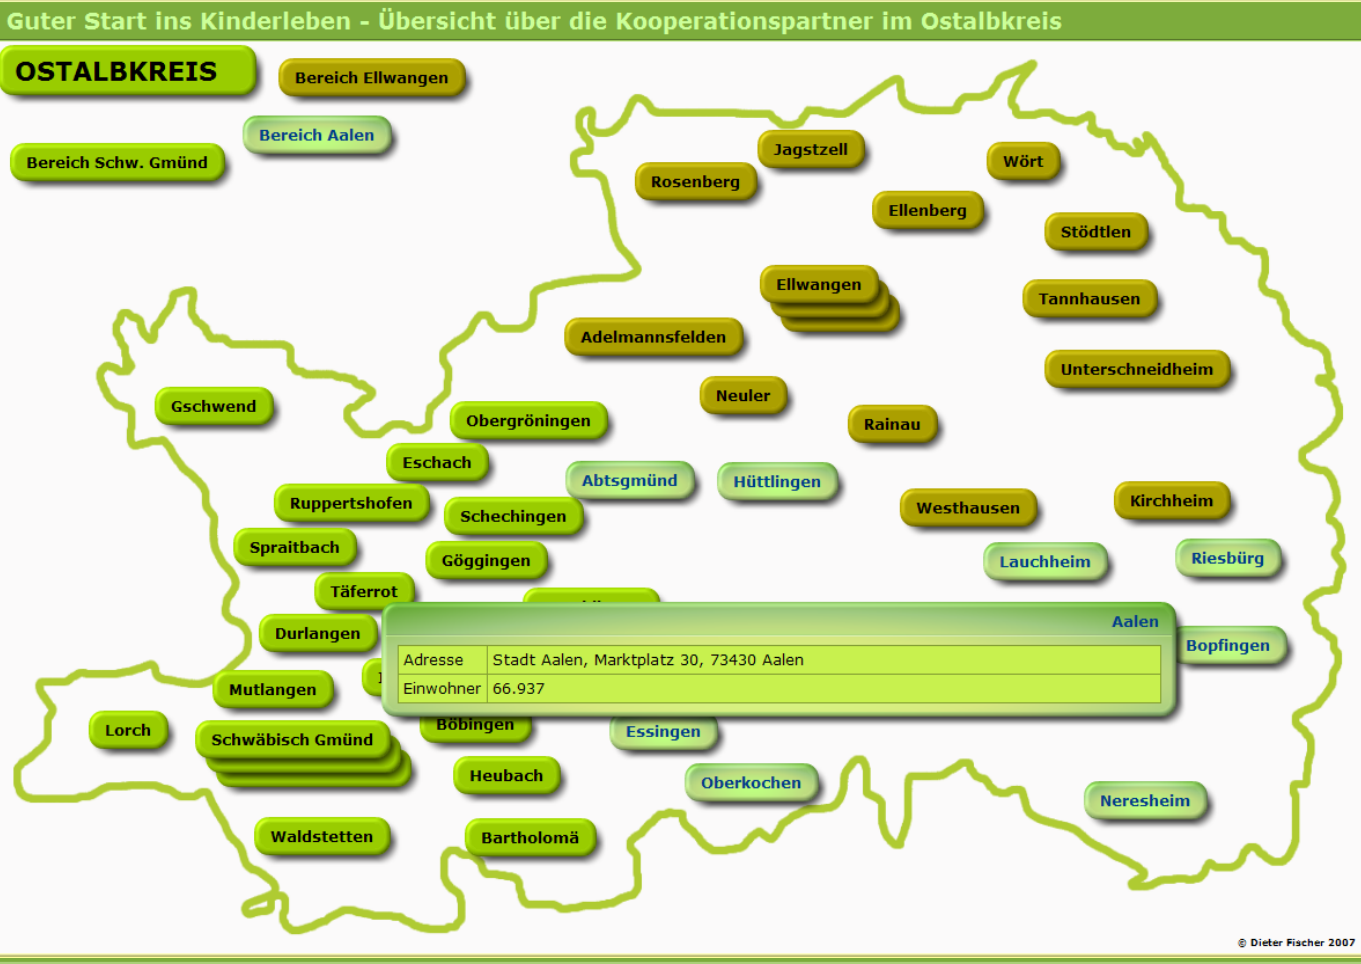 Guter Start ins Kinderleben - Übersicht über die Kooperationspartner im Ostalbkreis
OSTALBKREIS
Bereich Ellwangen
Bereich Aalen
Bereich Schw. Gmünd
Jagstzell
Wört
Rosenberg
Ellenberg
Stödtlen
Ellwangen
Tannhausen
Adelmannsfelden
Unterschneidheim
Neuler
Gschwend
Obergröningen
Rainau
Eschach
Abtsgmünd
Hüttlingen
Ruppertshofen
Kirchheim
Westhausen
Schechingen
Spraitbach
Riesbürg
Göggingen
Lauchheim
Täferrot
Aalen
Durlangen
Bopfingen
Adresse Stadt Aalen, Marktplatz 30, 73430 Aalen
Einwohner 66.937
Mutlangen
Böbingen
Lorch
Essingen
Schwäbisch Gmünd
Heubach
Oberkochen
Neresheim
Waldstetten
Bartholomä
© Dieter Fischer 2007